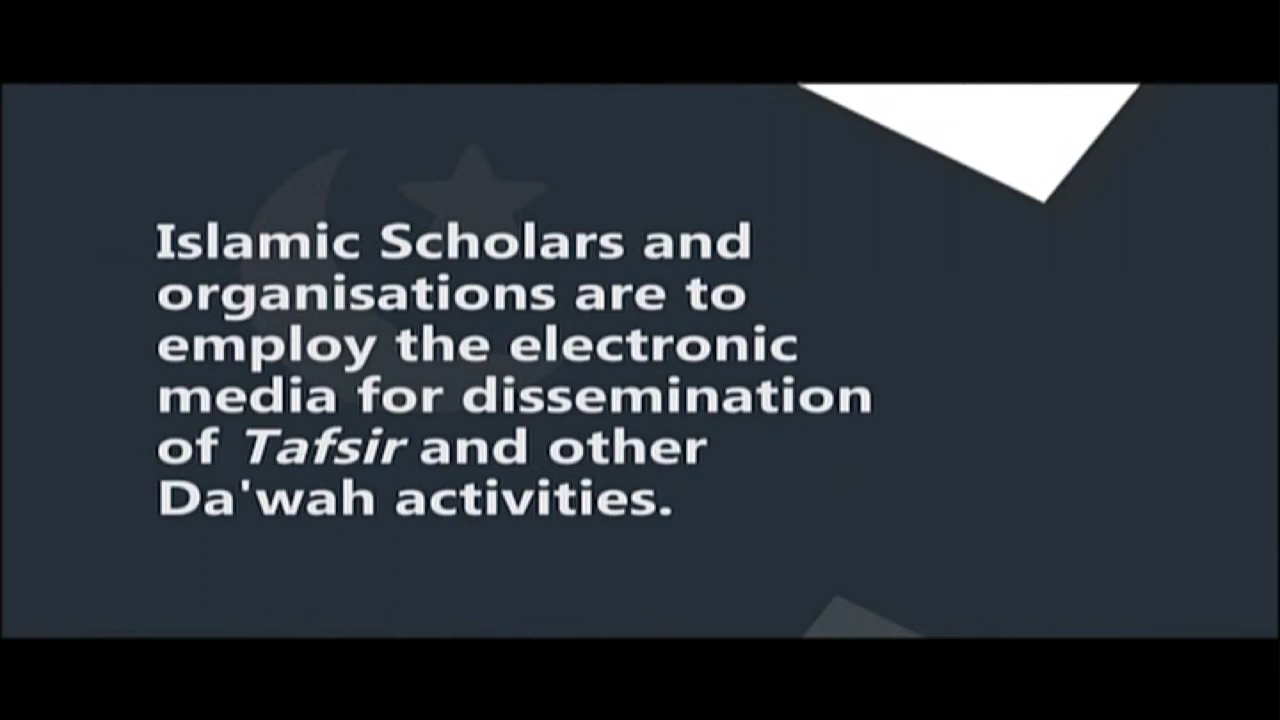 Islamic Scholars and
organisations are to
employ the electronic
media for dissemination
of Tafsir and other
Da'wah activities.